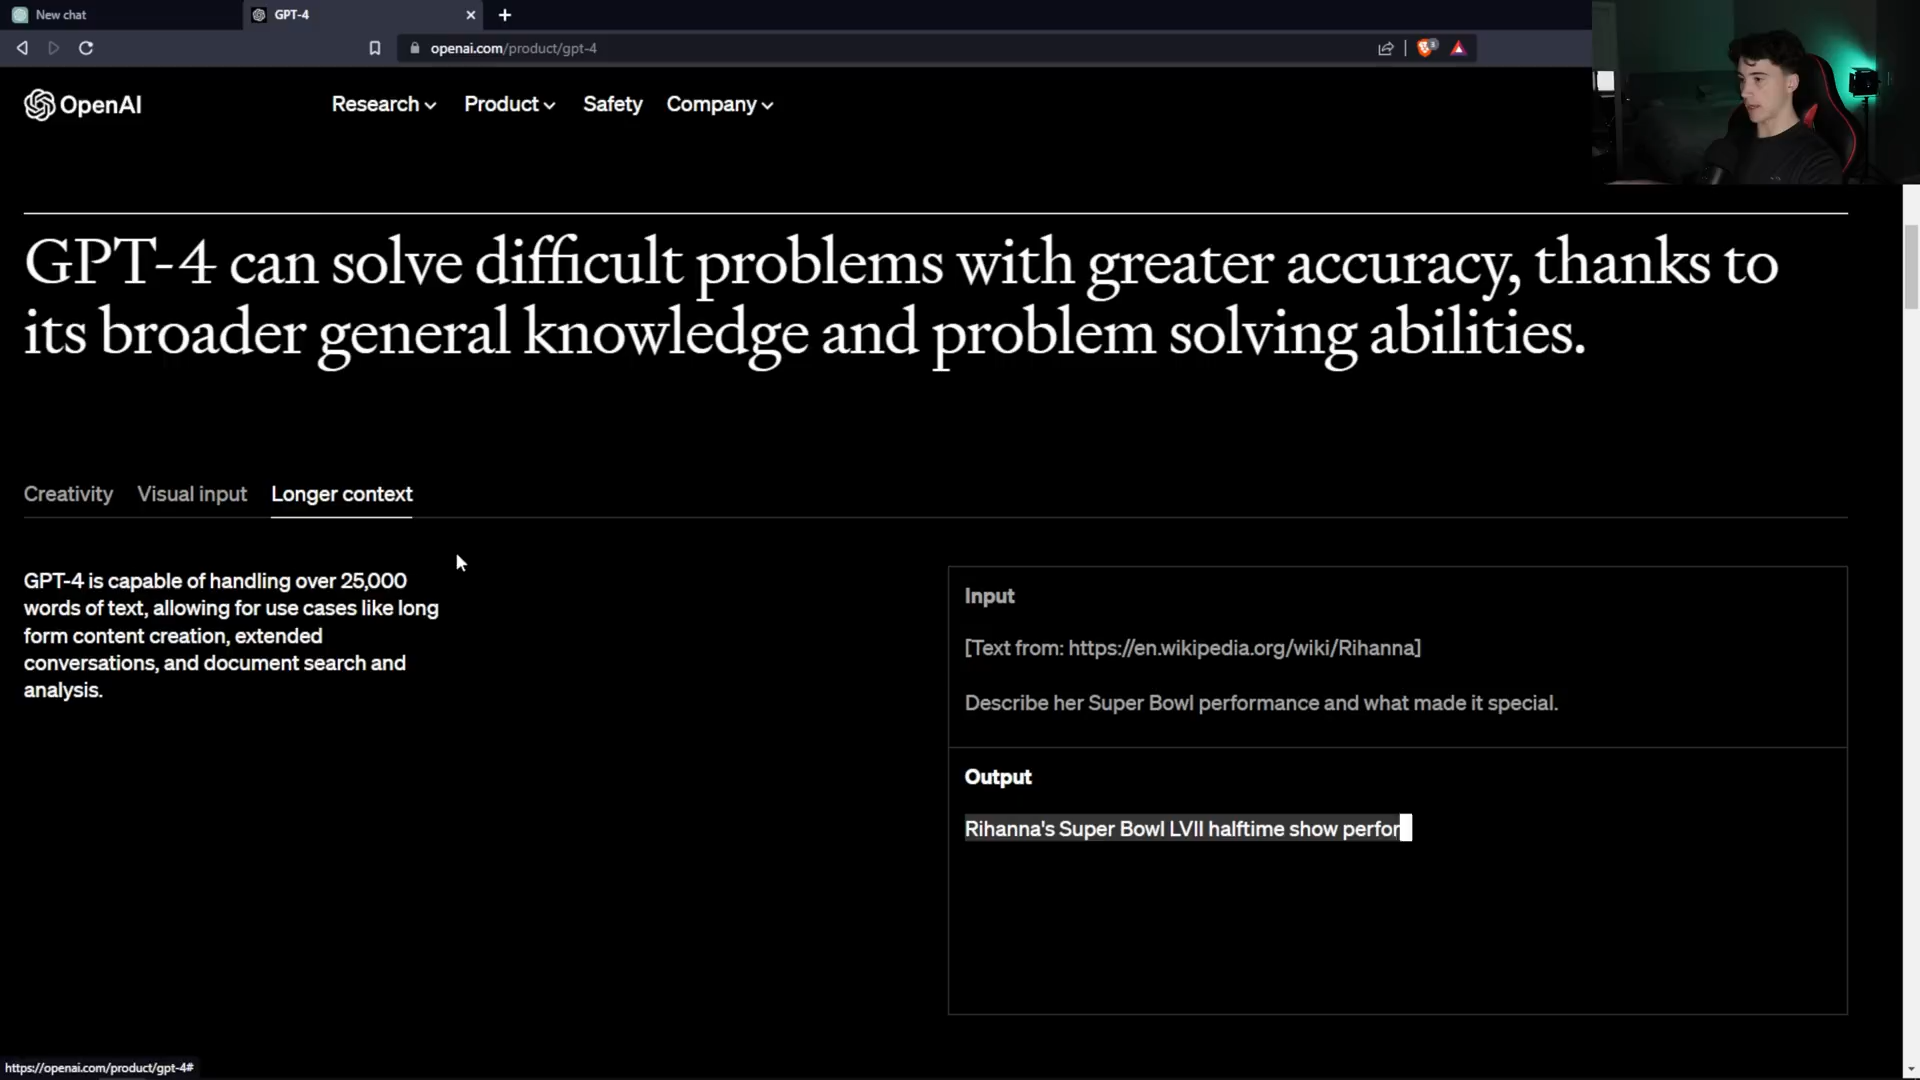 New chat
GPT-4
openai.com/product/gpt-4
OpenAI
Research
Product
Safety
Company
GPT-4 can solve difficult problems with greater accuracy, thanks to
its broader general knowledge and problem solving abilities.
Creativity
Visual input
Longer context
GPT-4 is capable of handling over 25,000
words of text, allowing for use cases like long
form content creation, extended
conversations, and document search and
analysis.
Input
[Text from: https://en.wikipedia.org/wiki/Rihanna]
Describe her Super Bowl performance and what made it special.
Output
Rihanna's Super Bowl LVII halftime show perfor
https://openai.com/product/gpt-4#